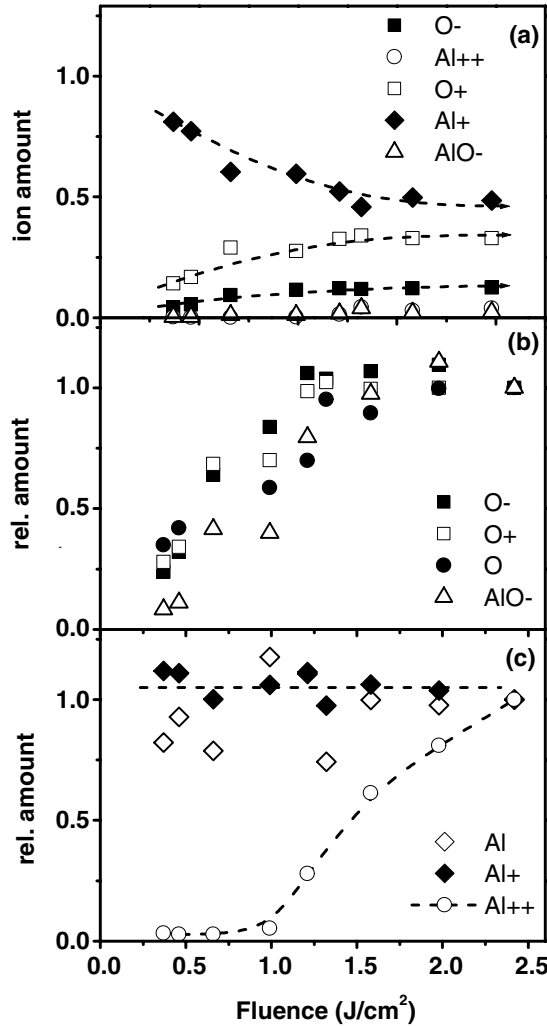 (a)
O-
Al++
O+
Al+
AlO-
1.0
0.5
0.0
ion amount
(b)
1.0
0.5
0.0
rel. amount
O-
O+
O
AlO-
(c)
1.0
0.5
0.0
rel. amount
Al
Al+
Al++
0.0 0.5 1.0 1.5 2.0 2.5
Fluence (J/cm²)